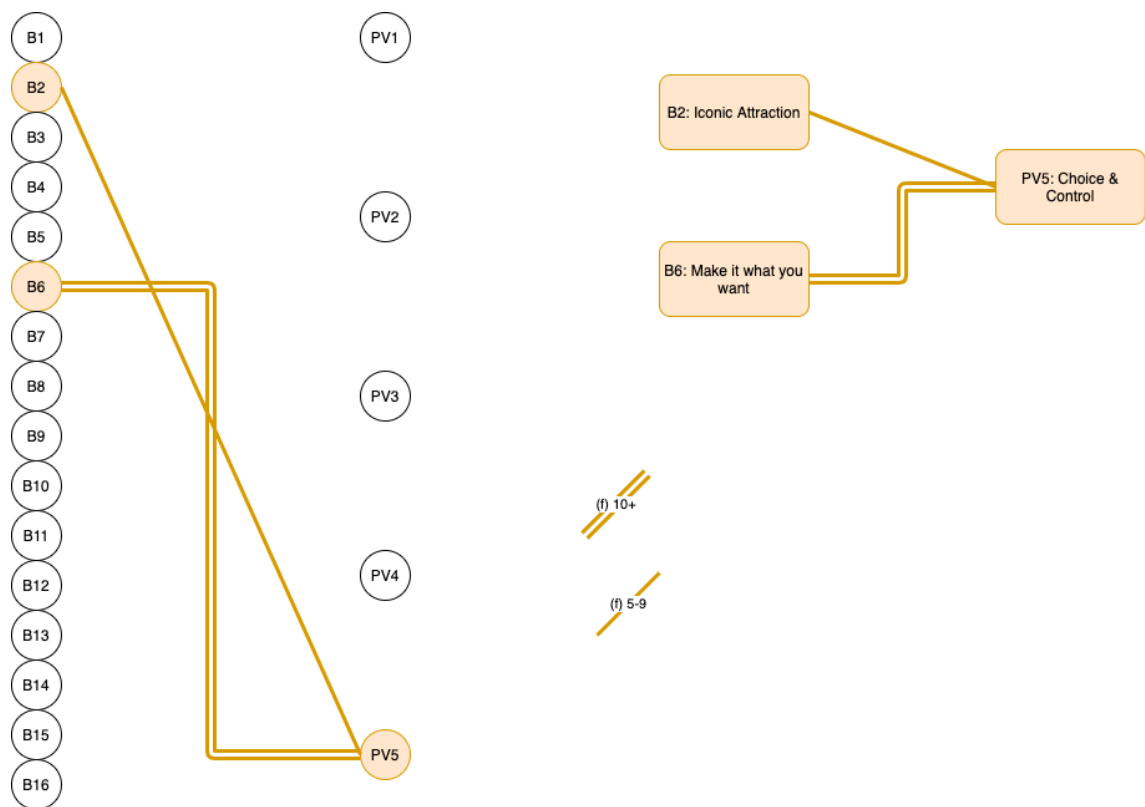 B1
B2
B3
B4
B5
B6
B7
B8
B9
B10
B11
B12
B13
B14
B15
B16
PV1
PV2
PV3
PV4
PV5
B2: Iconic Attraction
B6: Make it what you
want
PV5: Choice &
Control
(f) 10+
(f) 5-9